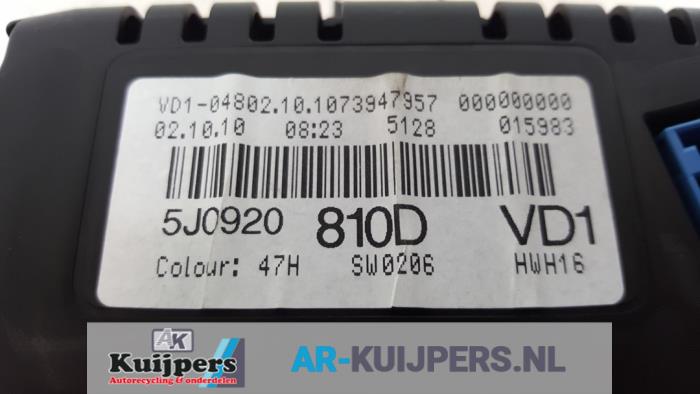 VD1-04802.10.1073947957 000000000
02.10.10 08:23 5128 015983
5J0920 810D VD1
Colour: 47H SW0206 HWH16
AK
Kuijpers
Autorecycling & onderdelen
AR-KUIJPERS.NL